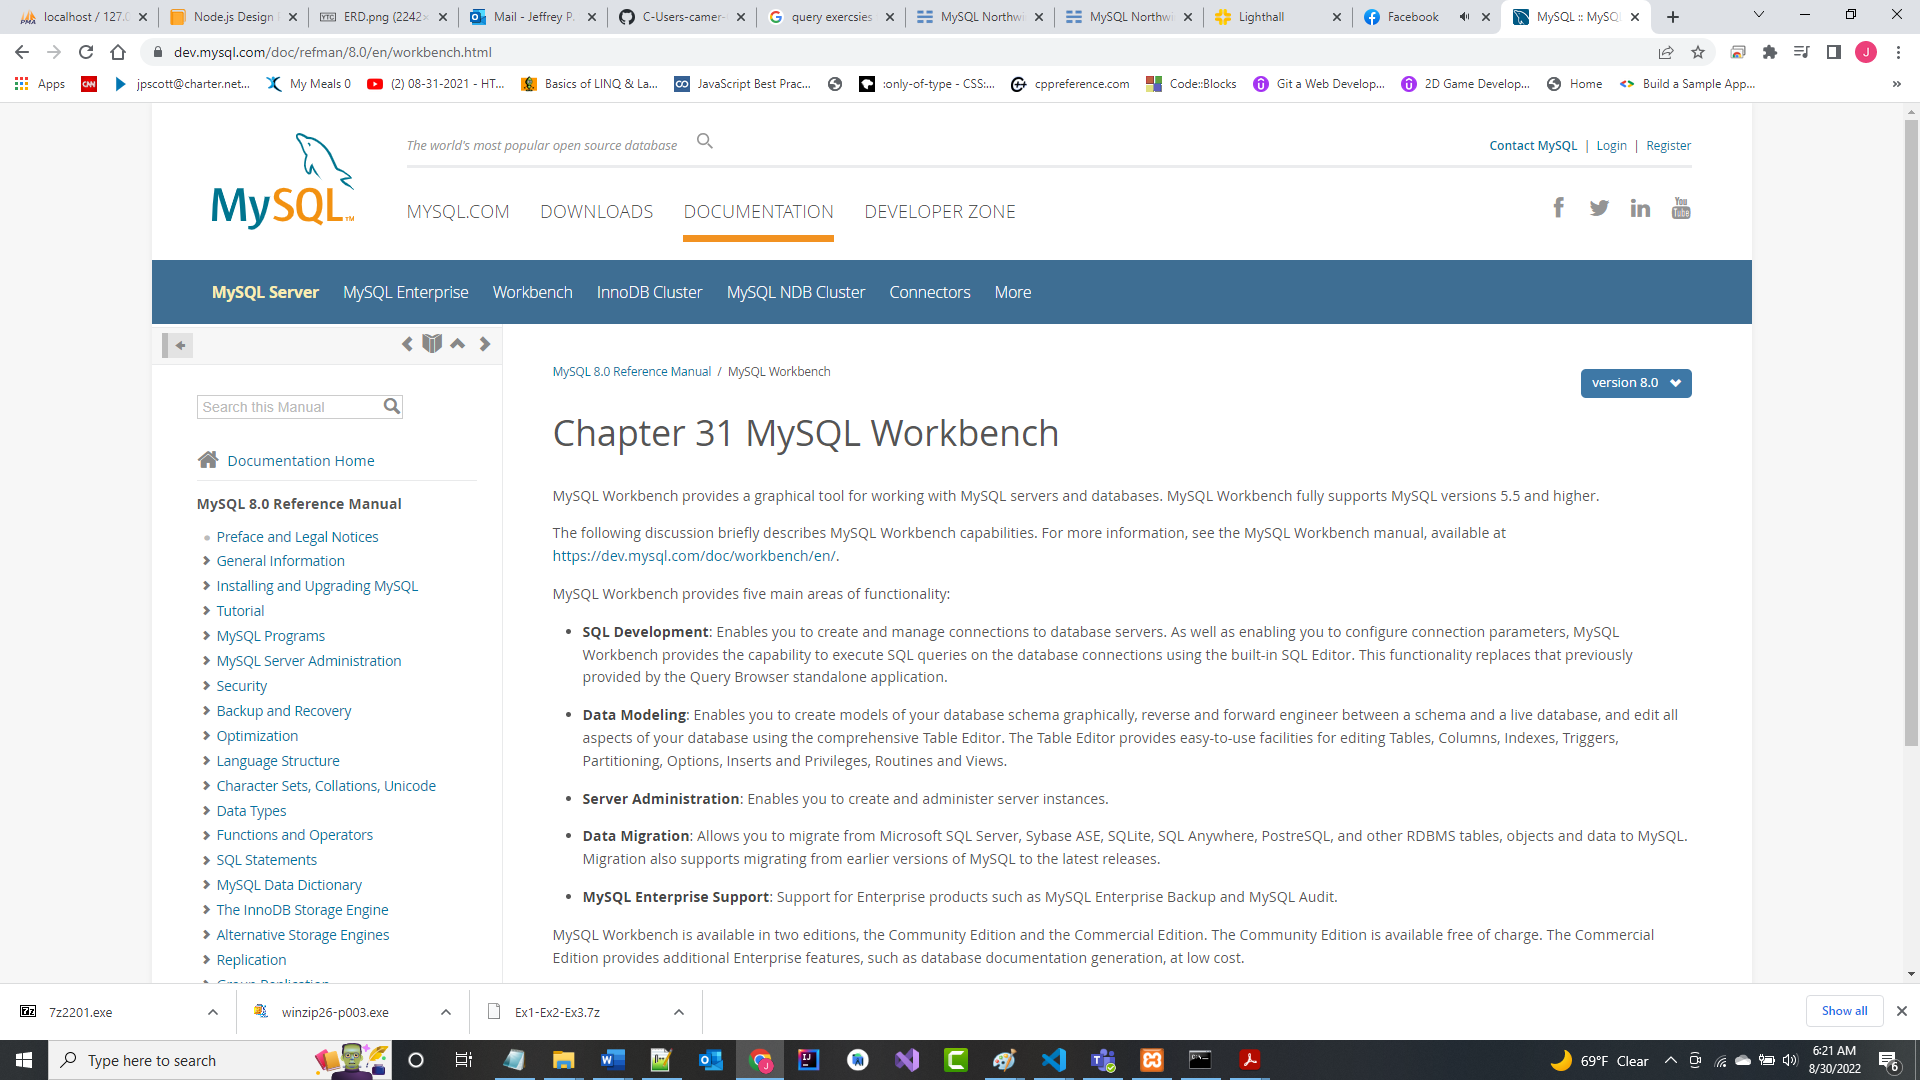 localhost / 127.0
Node.js Design
ERD.png (2242×
Mail - Jeffrey P.
C-Users-camer-
query exercsies
MySQL Northwi
MySQL Northwi
Lighthall
Facebook
MySQL :: MySQL
dev.mysql.com/doc/refman/8.0/en/workbench.html
J
Apps
CNN
jpscott@charter.net...
My Meals 0
(2) 08-31-2021 - HT...
Basics of LINQ & La...
JavaScript Best Prac...
:only-of-type - CSS:...
cppreference.com
Code::Blocks
Git a Web Develop...
2D Game Develop...
Home
Build a Sample App...
»
MySQL™
The world's most popular open source database
Contact MySQL | Login | Register
MYSQL.COM DOWNLOADS DOCUMENTATION DEVELOPER ZONE
You Tube
MySQL Server MySQL Enterprise Workbench InnoDB Cluster MySQL NDB Cluster Connectors More
Search this Manual
Documentation Home
MySQL 8.0 Reference Manual
Preface and Legal Notices
General Information
Installing and Upgrading MySQL
Tutorial
MySQL Programs
MySQL Server Administration
Security
Backup and Recovery
Optimization
Language Structure
Character Sets, Collations, Unicode
Data Types
Functions and Operators
SQL Statements
MySQL Data Dictionary
The InnoDB Storage Engine
Alternative Storage Engines
Replication
Group Replication
MySQL 8.0 Reference Manual / MySQL Workbench
version 8.0
Chapter 31 MySQL Workbench
MySQL Workbench provides a graphical tool for working with MySQL servers and databases. MySQL Workbench fully supports MySQL versions 5.5 and higher.
The following discussion briefly describes MySQL Workbench capabilities. For more information, see the MySQL Workbench manual, available at
https://dev.mysql.com/doc/workbench/en/.
MySQL Workbench provides five main areas of functionality:
SQL Development: Enables you to create and manage connections to database servers. As well as enabling you to configure connection parameters, MySQL
Workbench provides the capability to execute SQL queries on the database connections using the built-in SQL Editor. This functionality replaces that previously
provided by the Query Browser standalone application.
Data Modeling: Enables you to create models of your database schema graphically, reverse and forward engineer between a schema and a live database, and edit all
aspects of your database using the comprehensive Table Editor. The Table Editor provides easy-to-use facilities for editing Tables, Columns, Indexes, Triggers,
Partitioning, Options, Inserts and Privileges, Routines and Views.
Server Administration: Enables you to create and administer server instances.
Data Migration: Allows you to migrate from Microsoft SQL Server, Sybase ASE, SQLite, SQL Anywhere, PostreSQL, and other RDBMS tables, objects and data to MySQL.
Migration also supports migrating from earlier versions of MySQL to the latest releases.
MySQL Enterprise Support: Support for Enterprise products such as MySQL Enterprise Backup and MySQL Audit.
MySQL Workbench is available in two editions, the Community Edition and the Commercial Edition. The Community Edition is available free of charge. The Commercial
Edition provides additional Enterprise features, such as database documentation generation, at low cost.
7z2201.exe
winzip26-p003.exe
Ex1-Ex2-Ex3.7z
Show all
Type here to search
69°F Clear
6:21 AM
8/30/2022
6